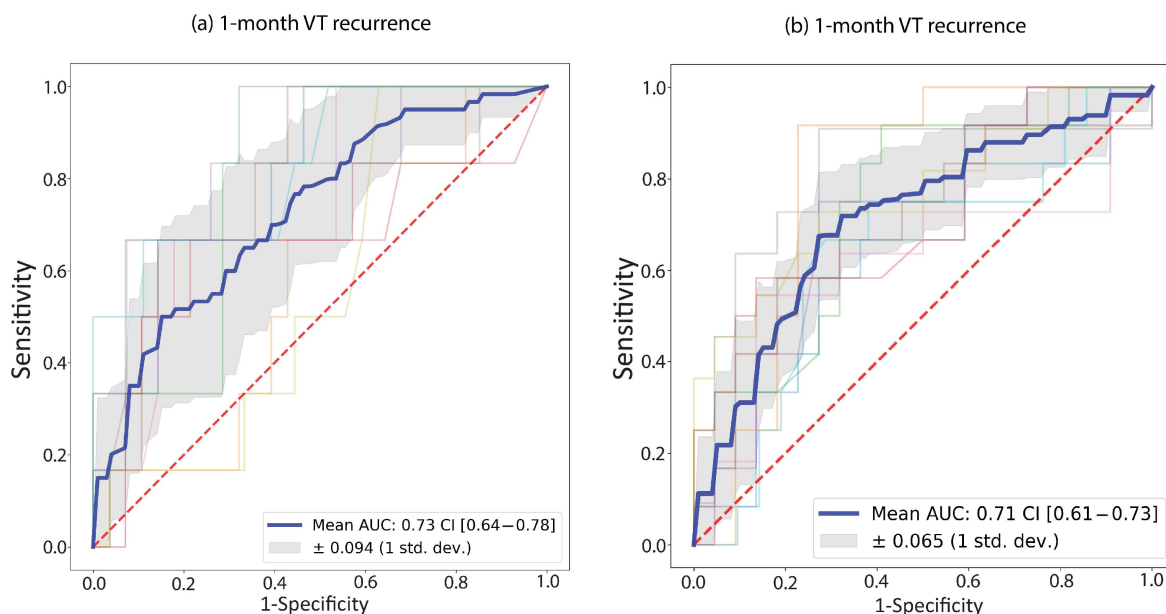 (a) 1-month VT recurrence
1.0
0.8
0.6
0.4
0.2
0.0
Sensitivity
0.0 0.2 0.4 0.6 0.8 1.0
1-Specificity
Mean AUC: 0.73 CI [0.64−0.78]
± 0.094 (1 std. dev.)
(b) 1-month VT recurrence
1.0
0.8
0.6
0.4
0.2
0.0
Sensitivity
0.0 0.2 0.4 0.6 0.8 1.0
1-Specificity
Mean AUC: 0.71 CI [0.61−0.73]
± 0.065 (1 std. dev.)